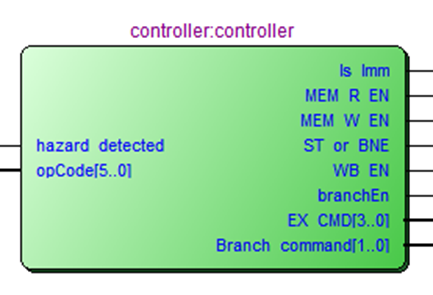 controller:controller
Is Imm
MEM R EN
MEM W EN
hazard detected
ST or BNE
opCode[5..0]
WB EN
branchEn
EX CMD[3..0]
Branch command[1..0]